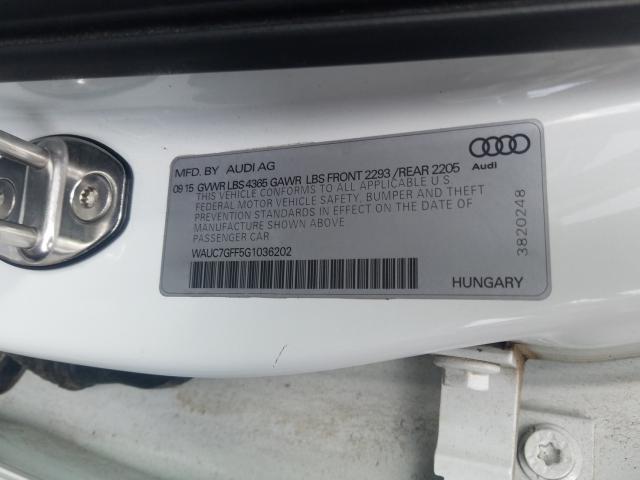 MFD. BY AUDI AG
09 15 GVWR LBS 4365 GAWR LBS FRONT 2293 /REAR 2205
THIS VEHICLE CONFORMS TO ALL APPLICABLE U S
FEDERAL MOTOR VEHICLE SAFETY, BUMPER AND THEFT
PREVENTION STANDARDS IN EFFECT ON THE DATE OF
MANUFACTURE SHOWN ABOVE
PASSENGER CAR
WAUC7GFF5G1036202
Audi
3820248
HUNGARY